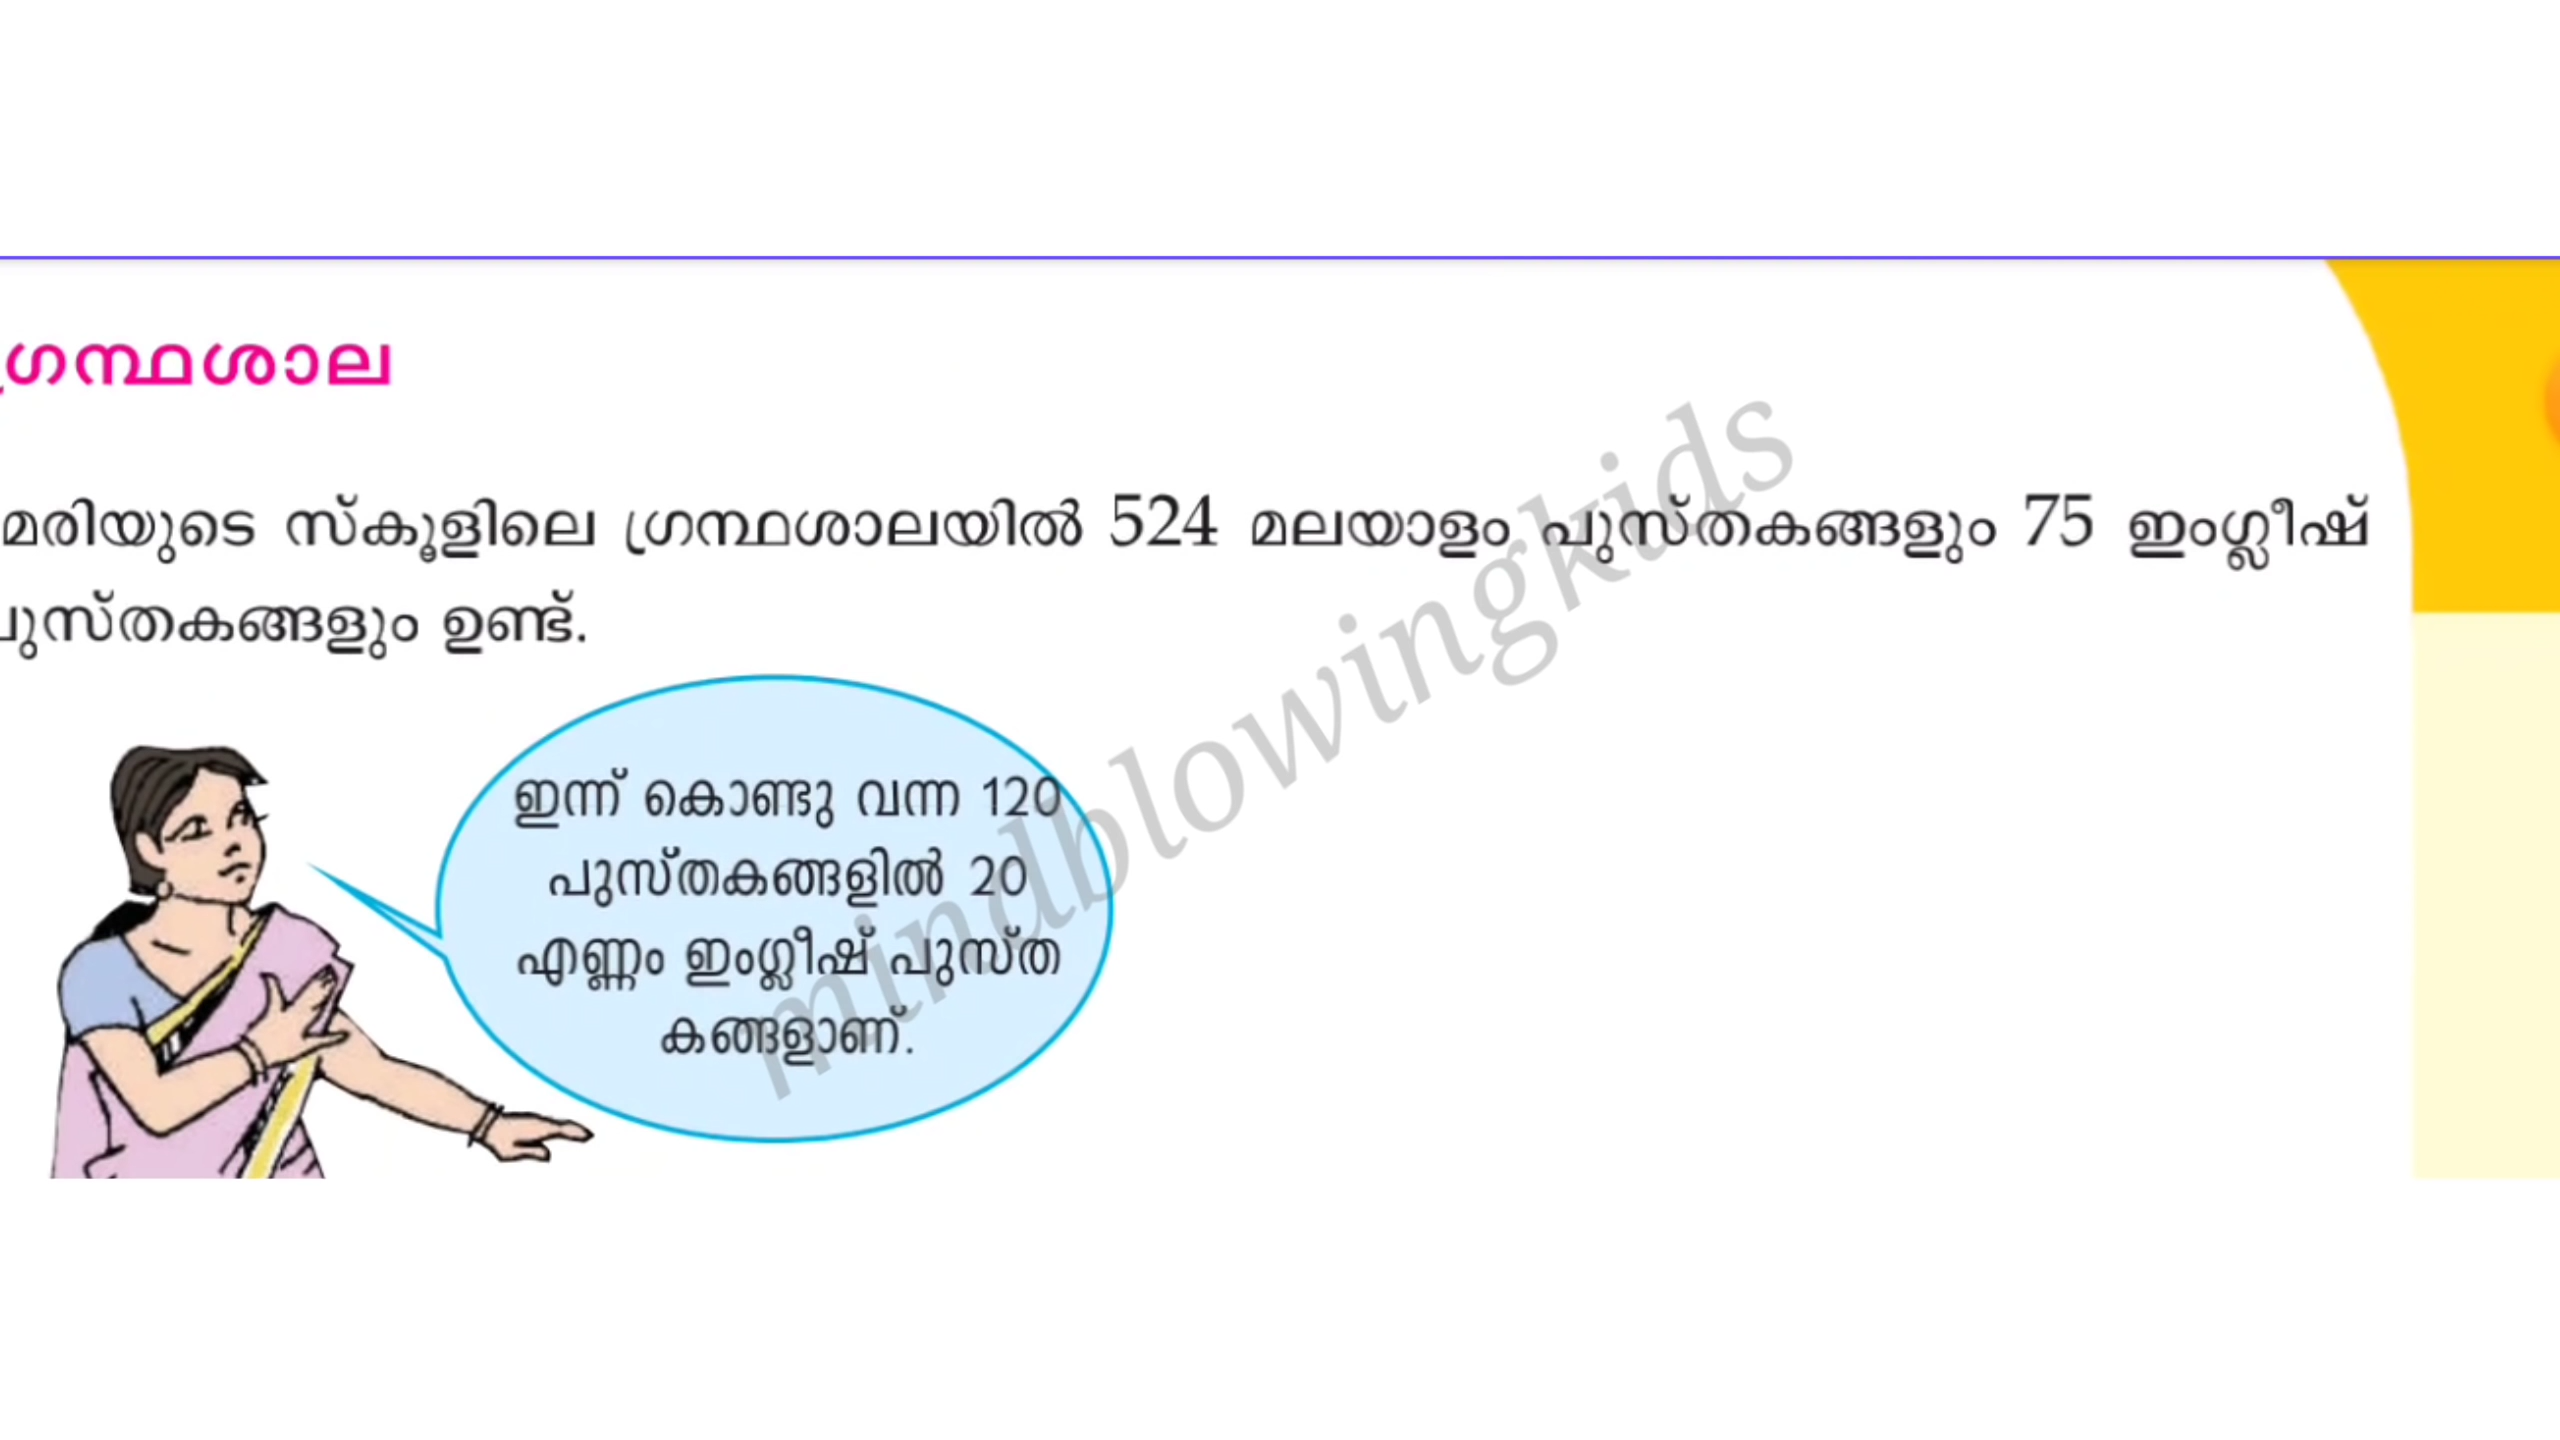 ഗ്രന്ഥശാല
മരിയുടെ സ്കൂളിലെ ഗ്രന്ഥശാലയിൽ 524 മലയാളം പുസ്തകങ്ങളും 75 ഇംഗ്ലീഷ്
പുസ്തകങ്ങളും ഉണ്ട്.
ഇന്ന് കൊണ്ടു വന്ന 120
പുസ്തകങ്ങളിൽ 20
എണ്ണം ഇംഗ്ലീഷ് പുസ്ത
കങ്ങളാണ്.
mindblowingkids